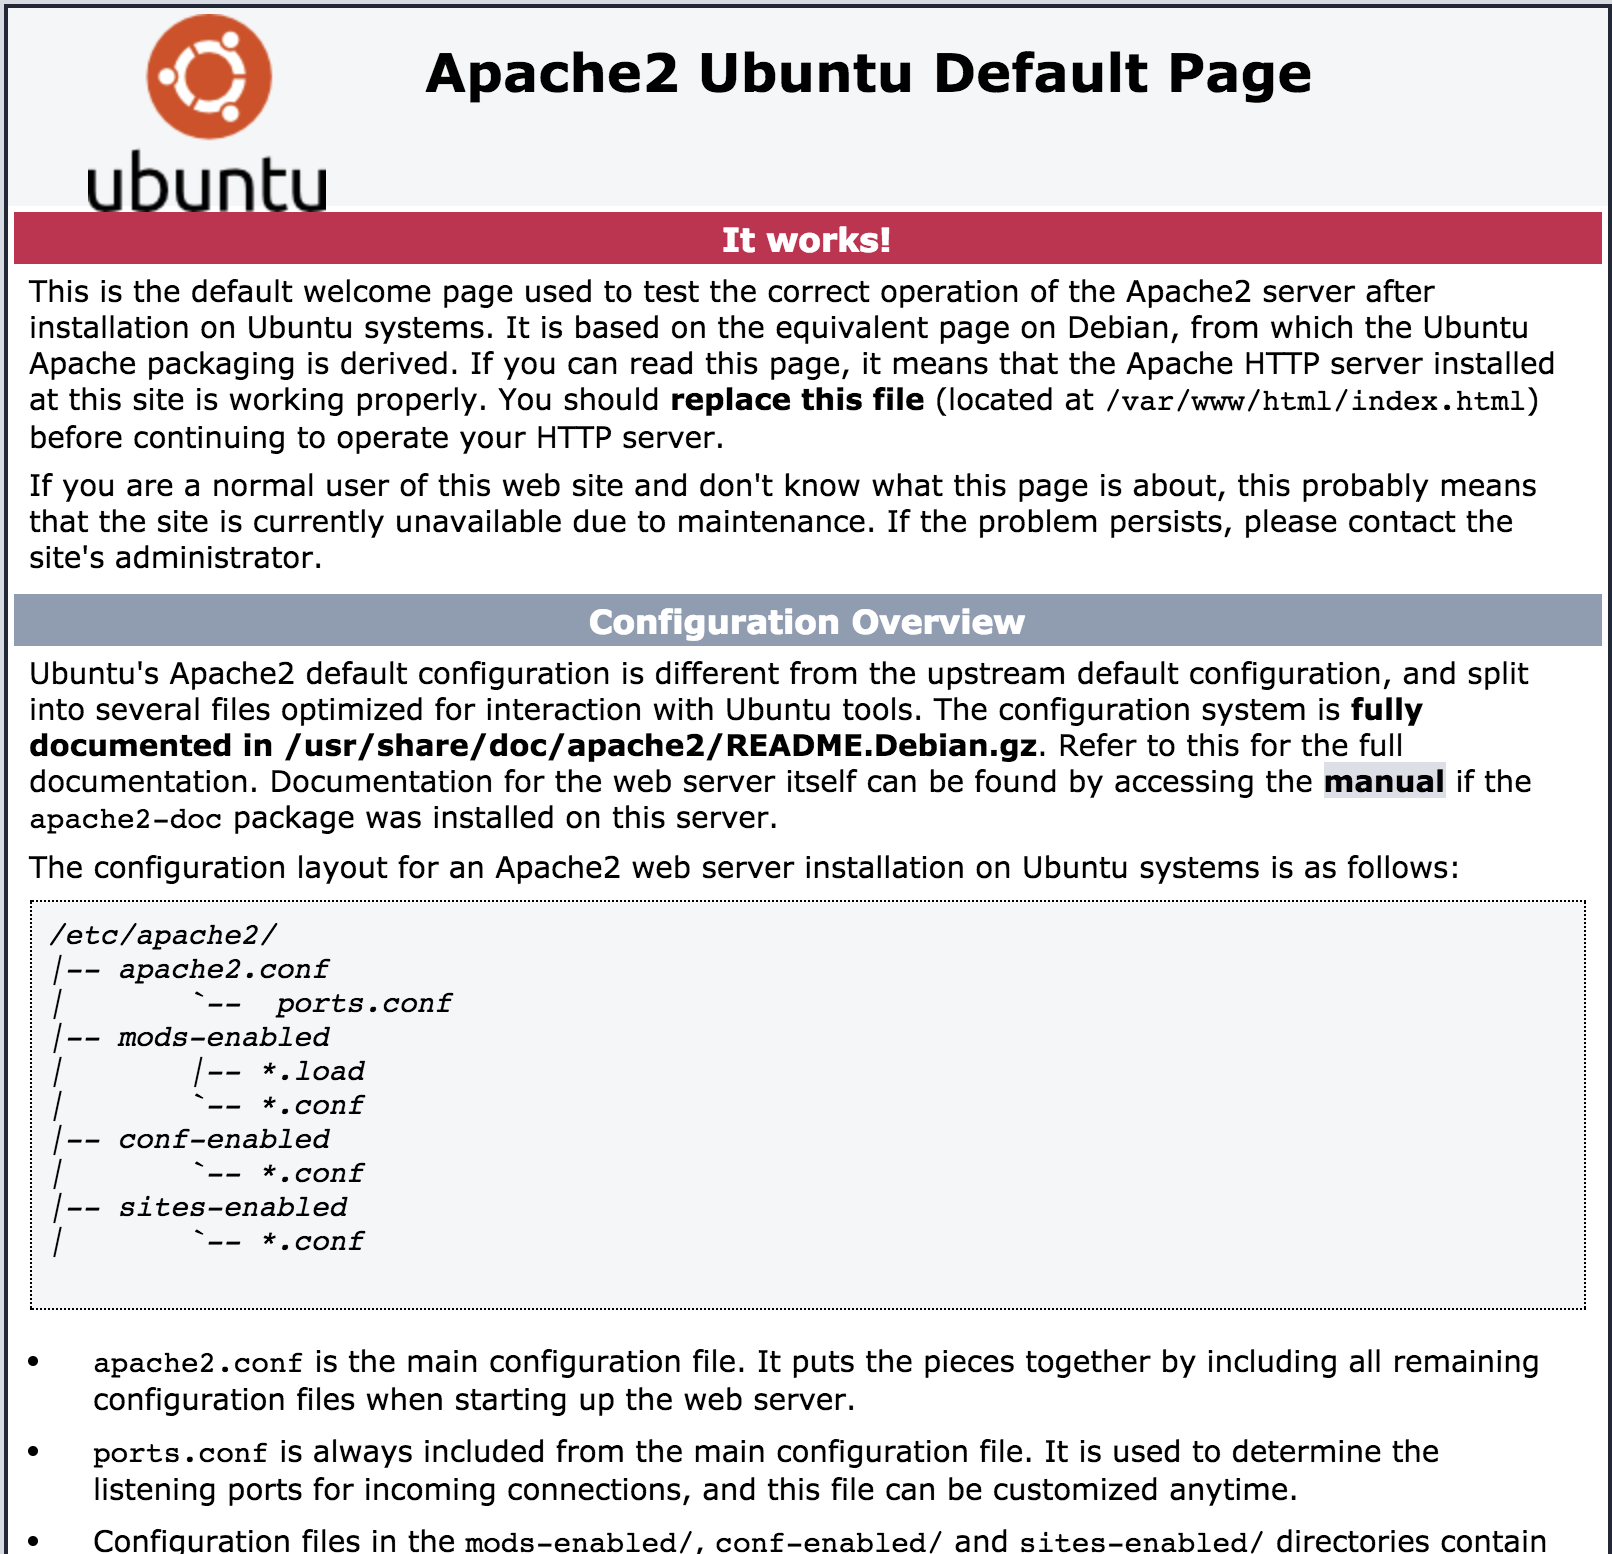 ubuntu
Apache2 Ubuntu Default Page
It works!
This is the default welcome page used to test the correct operation of the Apache2 server after
installation on Ubuntu systems. It is based on the equivalent page on Debian, from which the Ubuntu
Apache packaging is derived. If you can read this page, it means that the Apache HTTP server installed
at this site is working properly. You should replace this file (located at /var/www/html/index.html)
before continuing to operate your HTTP server.
If you are a normal user of this web site and don't know what this page is about, this probably means
that the site is currently unavailable due to maintenance. If the problem persists, please contact the
site's administrator.
Configuration Overview
Ubuntu's Apache2 default configuration is different from the upstream default configuration, and split
into several files optimized for interaction with Ubuntu tools. The configuration system is fully
documented in /usr/share/doc/apache2/README.Debian.gz. Refer to this for the full
documentation. Documentation for the web server itself can be found by accessing the manual if the
apache2-doc package was installed on this server.
The configuration layout for an Apache2 web server installation on Ubuntu systems is as follows:
/etc/apache2/
|-- apache2.conf
|       `--  ports.conf
|-- mods-enabled
|       |-- *.load
|       `-- *.conf
|-- conf-enabled
|       `-- *.conf
|-- sites-enabled
|       `-- *.conf
• apache2.conf is the main configuration file. It puts the pieces together by including all remaining
configuration files when starting up the web server.
• ports.conf is always included from the main configuration file. It is used to determine the
listening ports for incoming connections, and this file can be customized anytime.
• Configuration files in the mods-enabled/, conf-enabled/ and sites-enabled/ directories contain